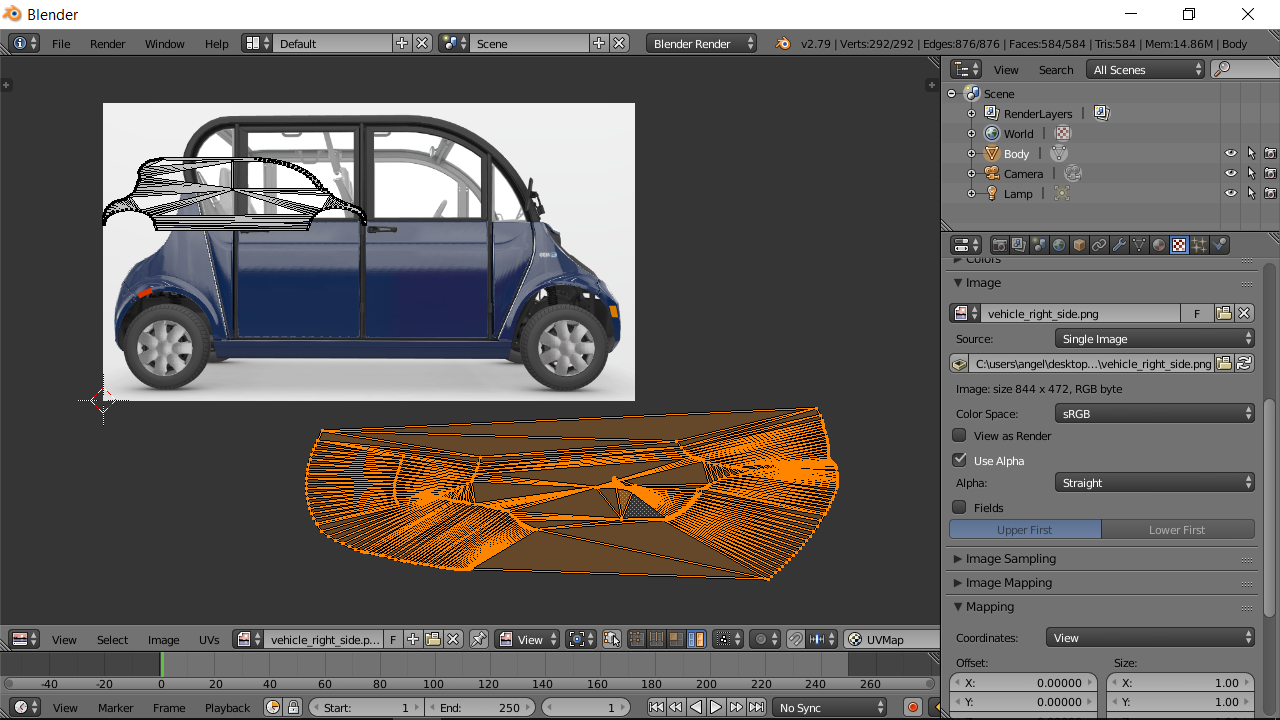 Blender
File Render Window Help Default Scene Blender Render v2.79 | Verts:292/292 | Edges:876/876 | Faces:584/584 | Tris:584 | Mem:14.86M | Body
View Search All Scenes
Scene
RenderLayers
World
Body
Camera
Lamp
Colors
Image
vehicle_right_side.png F
Source: Single Image
C:\users\angel\desktop...\vehicle_right_side.png
Image: size 844 x 472, RGB byte
Color Space: sRGB
View as Render
Use Alpha
Alpha: Straight
Fields
Upper First Lower First
Image Sampling
Image Mapping
Mapping
Coordinates: View
Offset: Size:
X: 0.00000 X: 1.00
Y: 0.00000 Y: 1.00
View Select Image UVs vehicle_right_side.p... F View UVMap
-40 -20 0 20 40 60 80 100 120 140 160 180 200 220 240 260
View Marker Frame Playback Start: 1 End: 250 1 No Sync